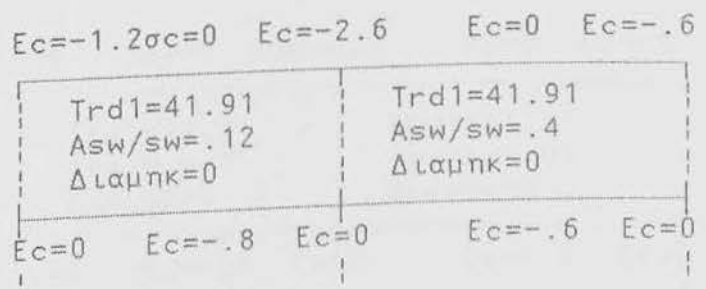 Ec=-1.2σc=0 Ec=-2.6 Ec=0 Ec=-.6
Trd1=41.91 Trd1=41.91
Asw/sw=.12 Asw/sw=.4
Διαμηκ=0 Διαμηκ=0
Ec=0 Ec=-.8 Ec=0 Ec=-.6 Ec=0